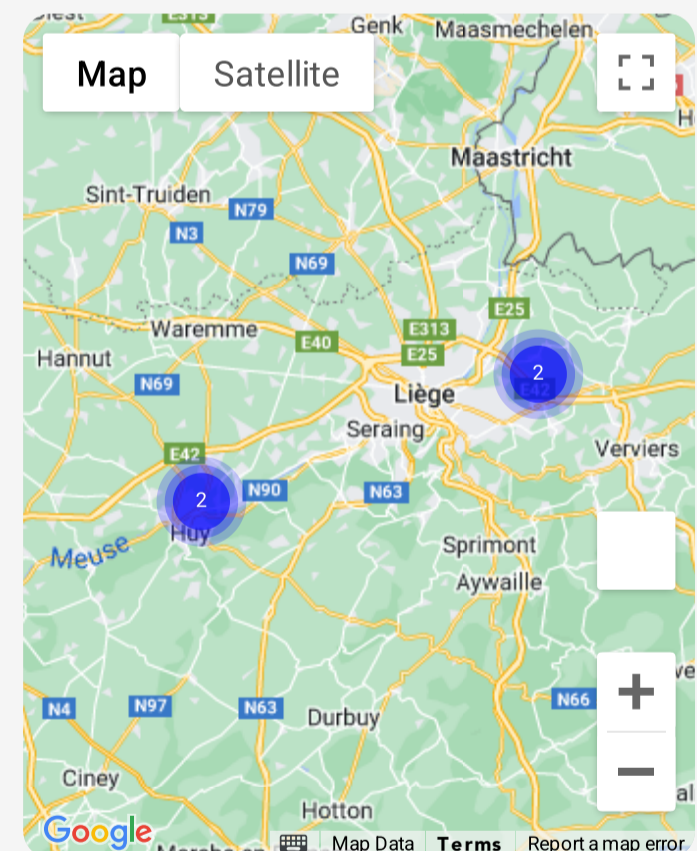 E313
Genk
Maasmechelen
Map
Satellite
Maastricht
Sint-Truiden
N79
N3
N69
E25
Waremme
E313
E40
E25
Hannut
N69
2
E42
Liège
Seraing
E42
Verviers
2
N90
N63
Huy
Meuse
Sprimont
Aywaille
N4
N97
N63
N66
Durbuy
Ciney
Hotton
Google
Map Data
Terms
Report a map error